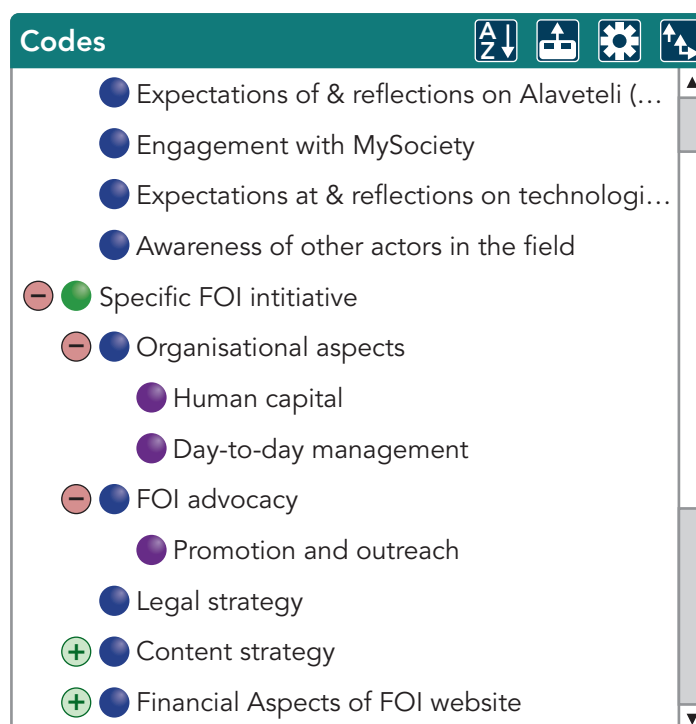 Codes
A
Z
Expectations of & reflections on Alaveteli (...
Engagement with MySociety
Expectations at & reflections on technologi...
Awareness of other actors in the field
Specific FOI intitiative
Organisational aspects
Human capital
Day-to-day management
FOI advocacy
Promotion and outreach
Legal strategy
Content strategy
Financial Aspects of FOI website